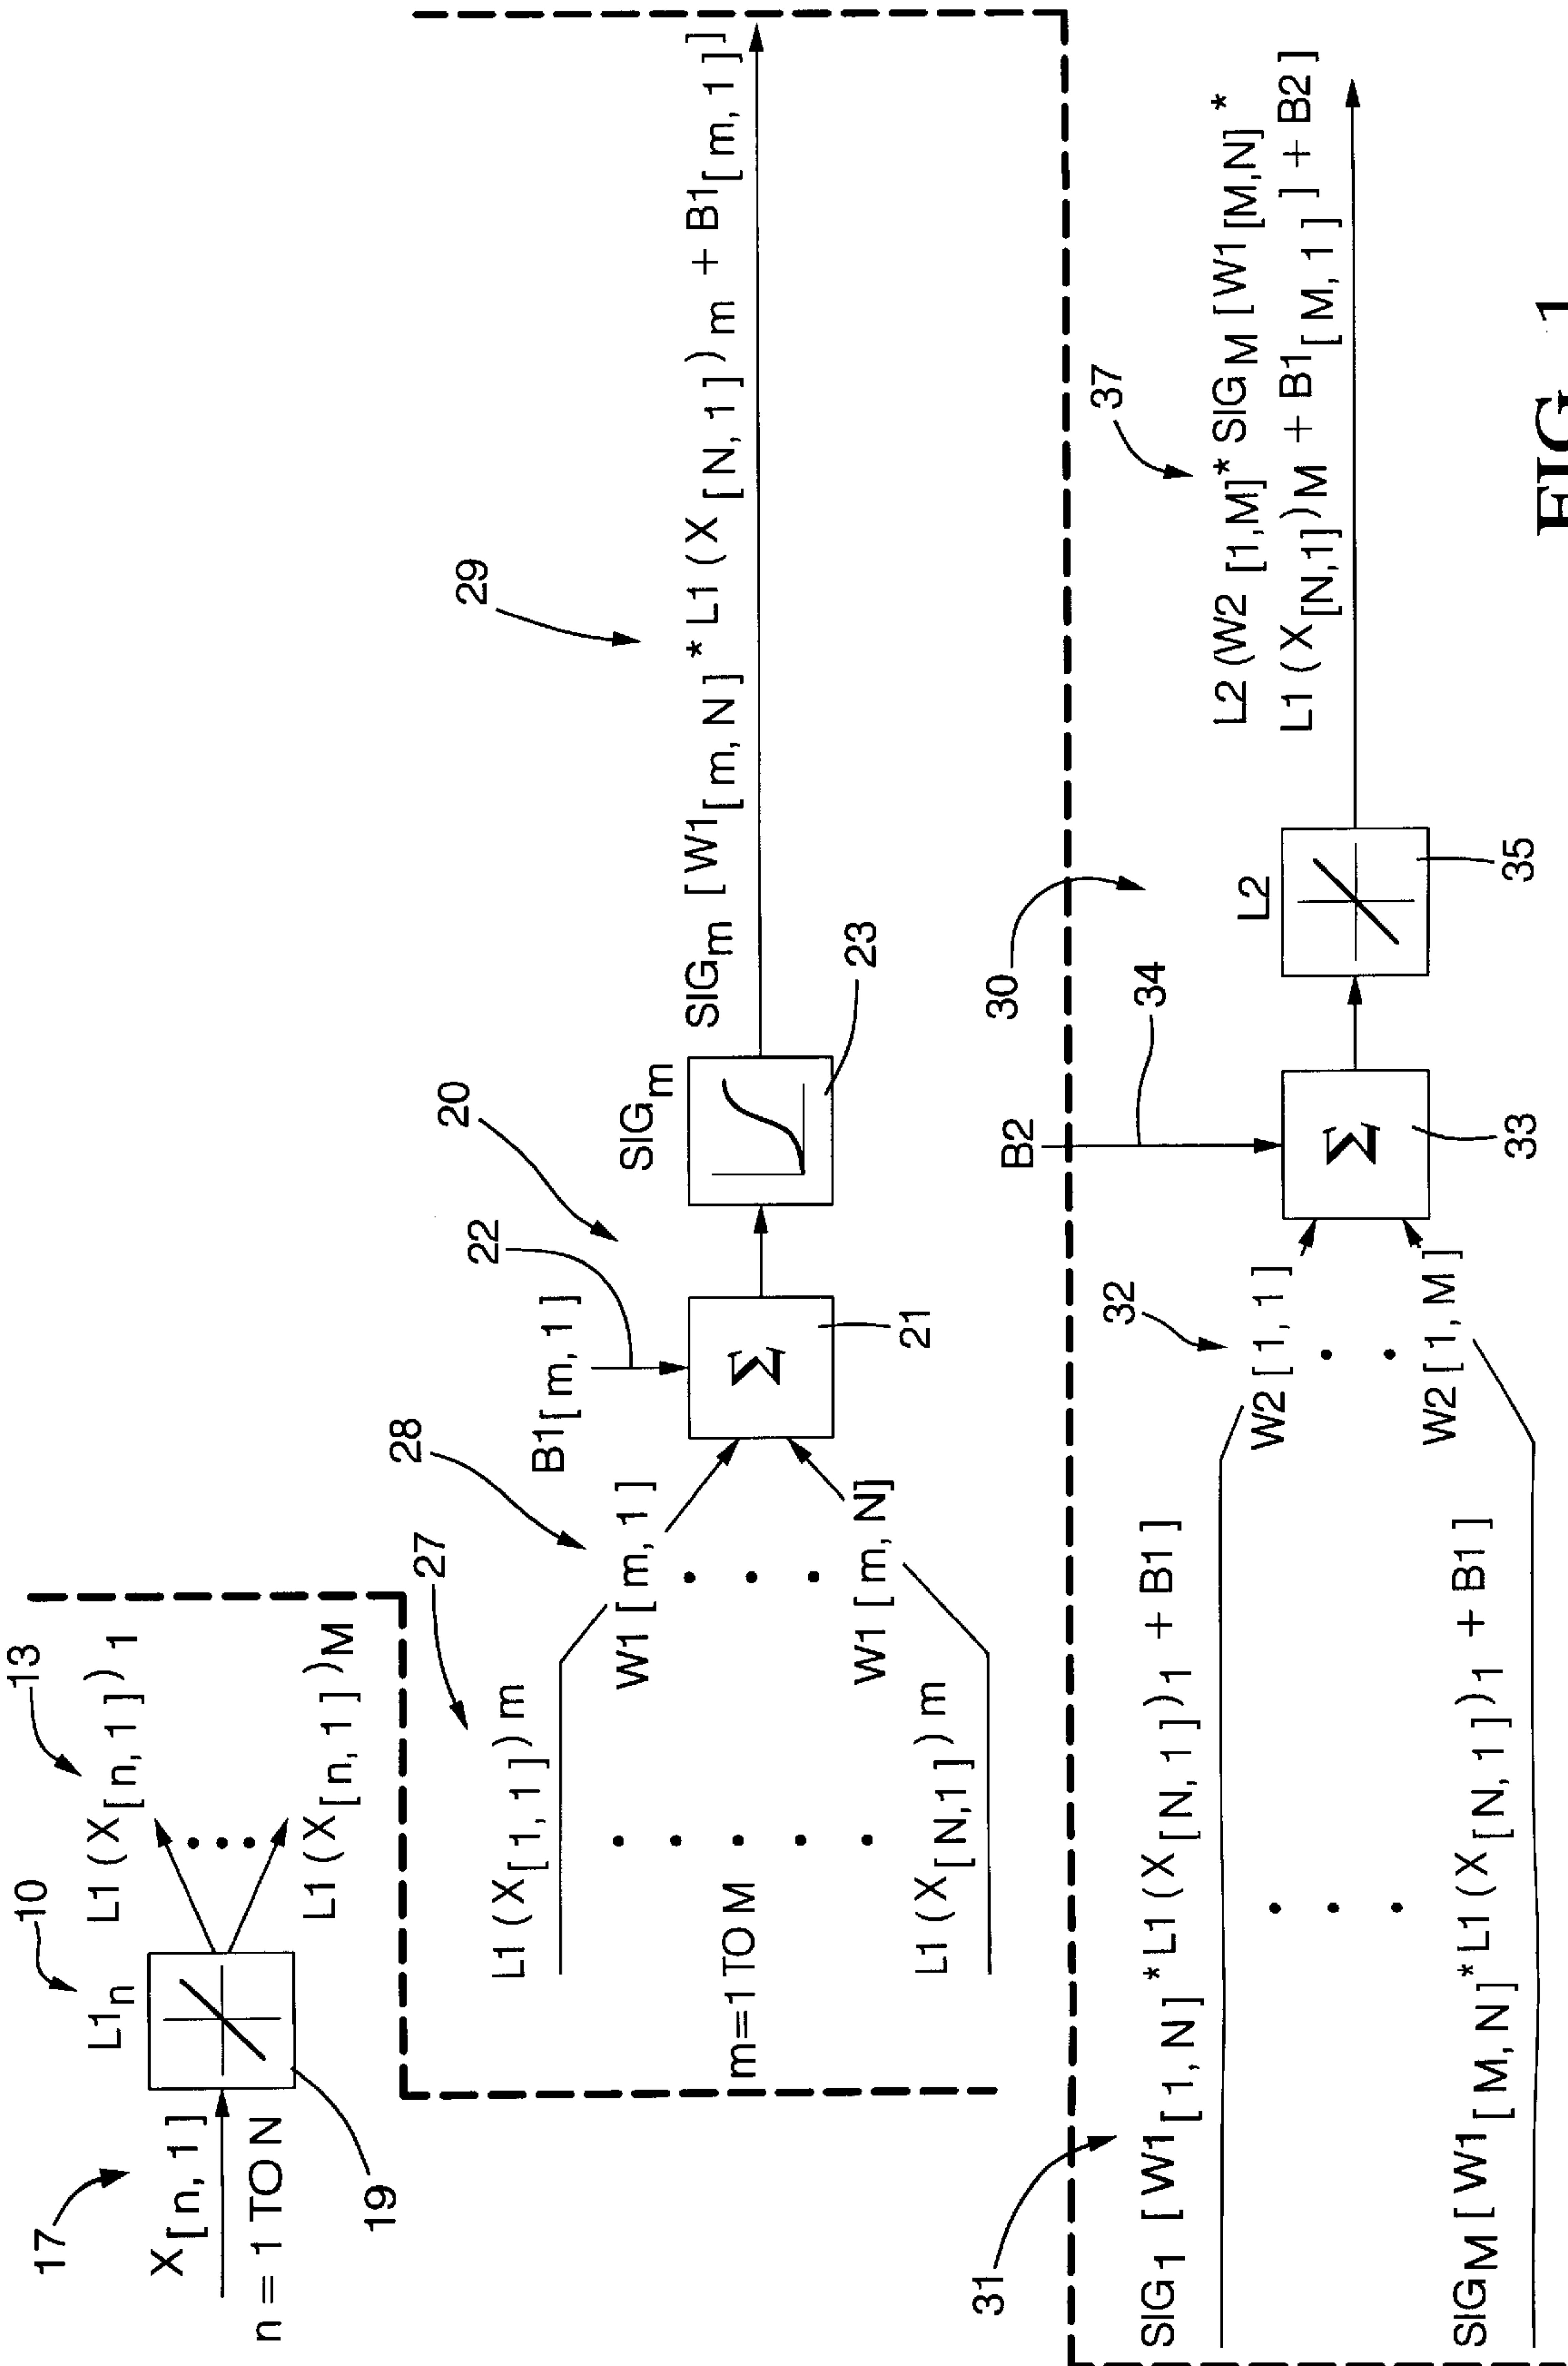 17
X[n, 1]
n = 1 TO N
19
10
L1n
13
L1 (X[n, 1])1
L1 (X[n, 1])M
27
L1 (X[1, 1])m
m=1 TO M
L1 (X[N,1])m
28
W1 [m, 1]
W1 [m, N]
B1[m, 1]
22
Σ
21
20
SIGm
23
29
SIGm [W1[m, N]*L1 (X[N, 1])m + B1[m, 1]]
31
SIG1 [W1[1, N]*L1 (X[N, 1])1 + B1]
SIGM [W1[M, N]*L1 (X[N, 1])1 + B1]
32
W2 [1, 1]
W2 [1, M]
B2
34
Σ
33
30
L2
35
37
L2 (W2 [1,M]* SIGM [W1[M,N]*
L1 (X[N,1])M + B1[M, 1]] + B2]
FIG. 1